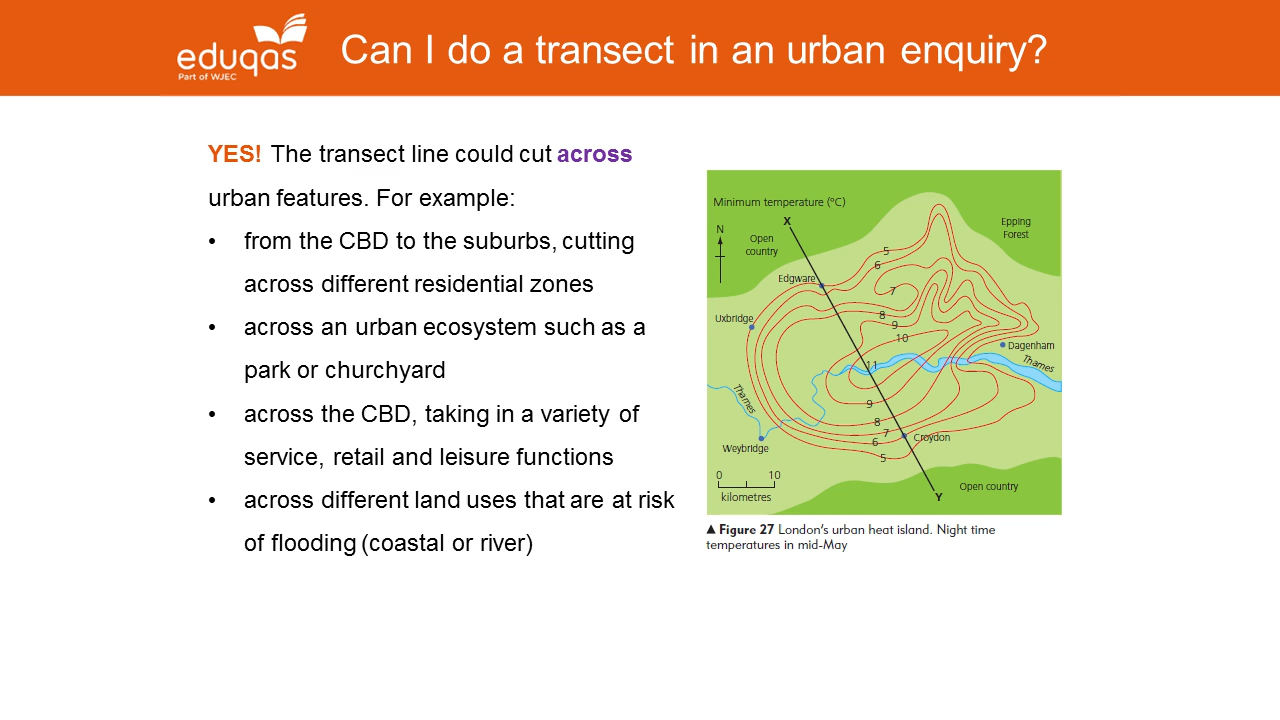 eduqas
Part of WJEC
Can I do a transect in an urban enquiry?
YES! The transect line could cut across
urban features. For example:
• from the CBD to the suburbs, cutting
across different residential zones
• across an urban ecosystem such as a
park or churchyard
• across the CBD, taking in a variety of
service, retail and leisure functions
• across different land uses that are at risk
of flooding (coastal or river)
Minimum temperature (°C)
X
N
Open
country
Epping
Forest
5
6
Edgware
7
Uxbridge
8
9
10
Dagenham
Thames
11
Thames
9
8
7
6
Croydon
Weybridge
5
0 10
kilometres
Open country
Y
▲ Figure 27 London's urban heat island. Night time
temperatures in mid-May